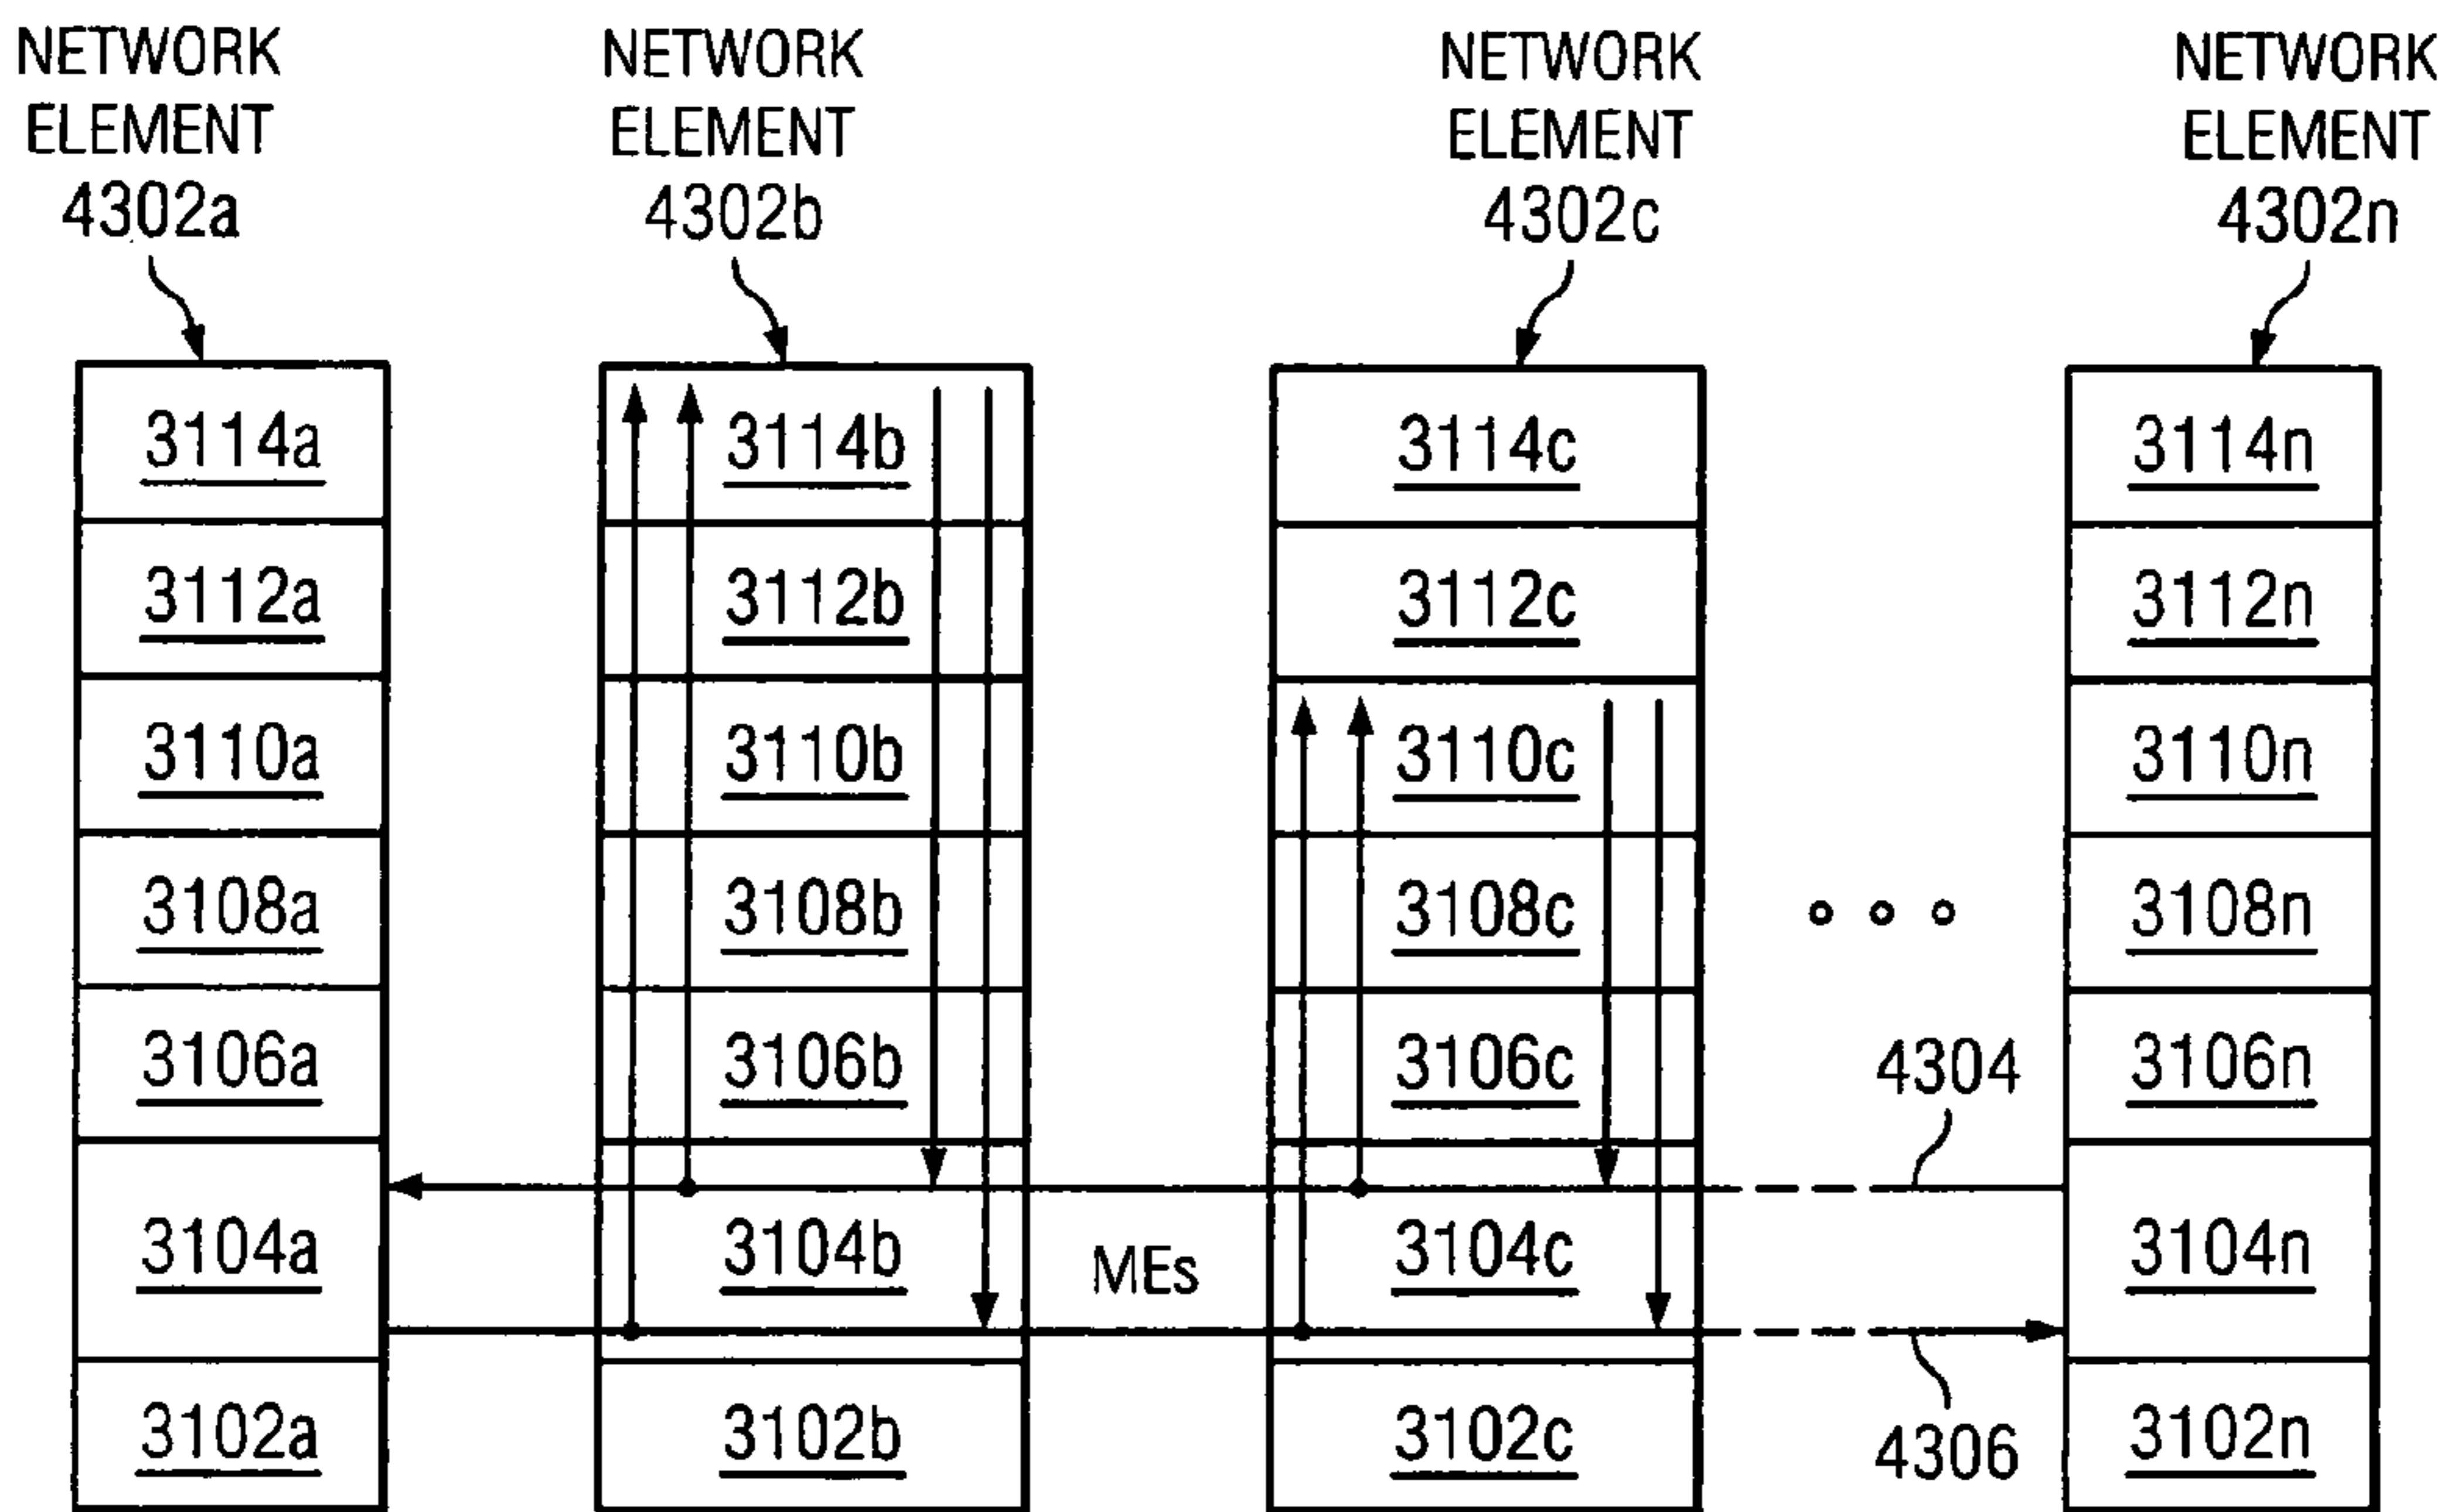 NETWORK
ELEMENT
4302a
NETWORK
ELEMENT
4302b
NETWORK
ELEMENT
4302c
NETWORK
ELEMENT
4302n
3114a
3112a
3110a
3108a
3106a
3104a
3102a
3114b
3112b
3110b
3108b
3106b
3104b
3102b
MEs
3114c
3112c
3110c
3108c
3106c
3104c
3102c
4304
4306
3114n
3112n
3110n
3108n
3106n
3104n
3102n